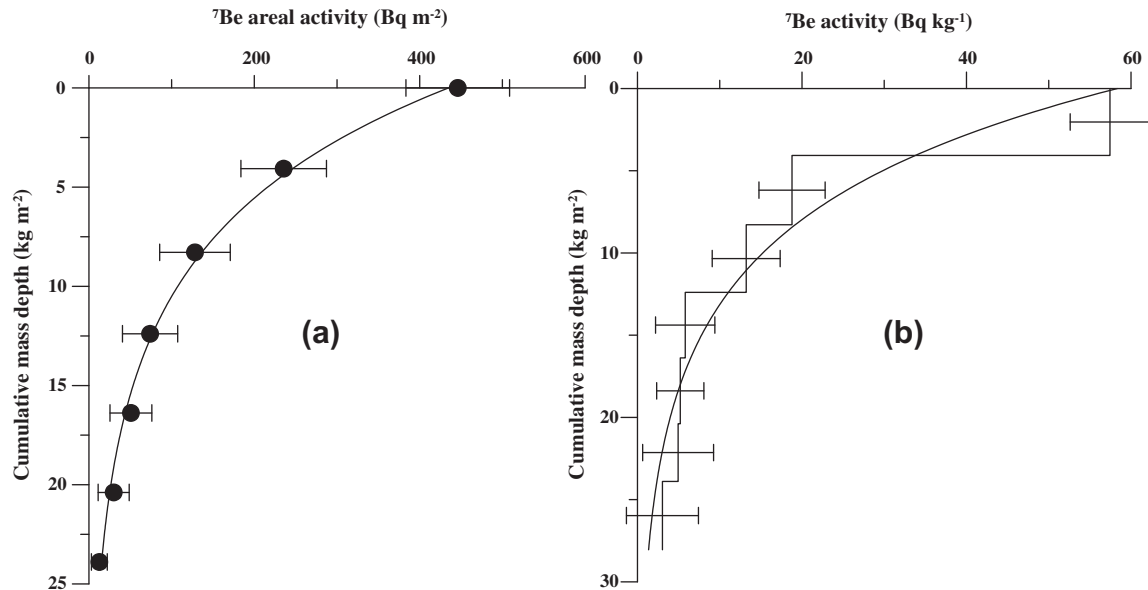 ⁷Be areal activity (Bq m⁻²)
0 200 400 600
0
5
10
15
20
25
Cumulative mass depth (kg m⁻²)
(a)
⁷Be activity (Bq kg⁻¹)
0 20 40 60
0
10
20
30
Cumulative mass depth (kg m⁻²)
(b)